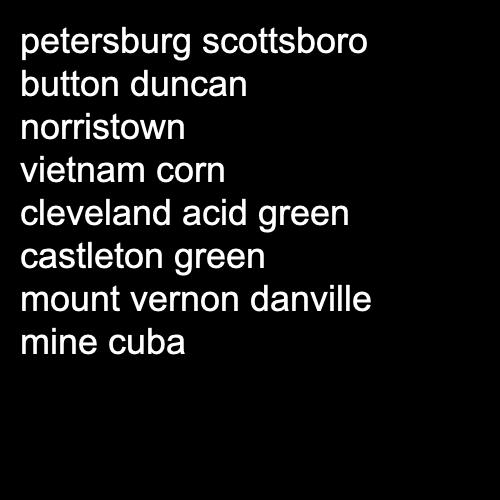 petersburg scottsboro
button duncan
norristown
vietnam corn
cleveland acid green
castleton green
mount vernon danville
mine cuba